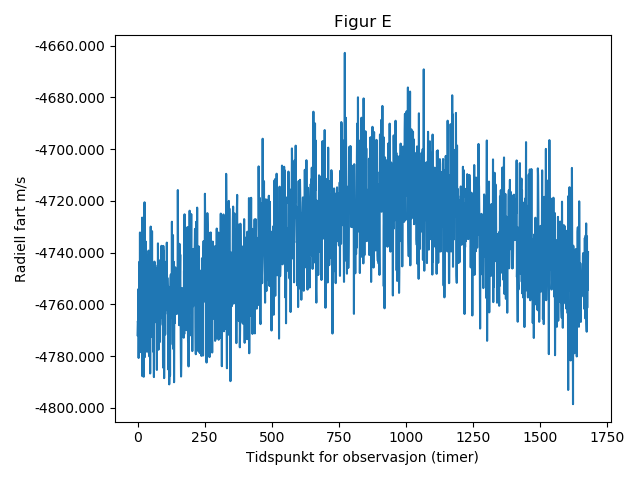 Figur E
Radiell fart m/s
-4660.000
-4680.000
-4700.000
-4720.000
-4740.000
-4760.000
-4780.000
-4800.000
0 250 500 750 1000 1250 1500 1750
Tidspunkt for observasjon (timer)